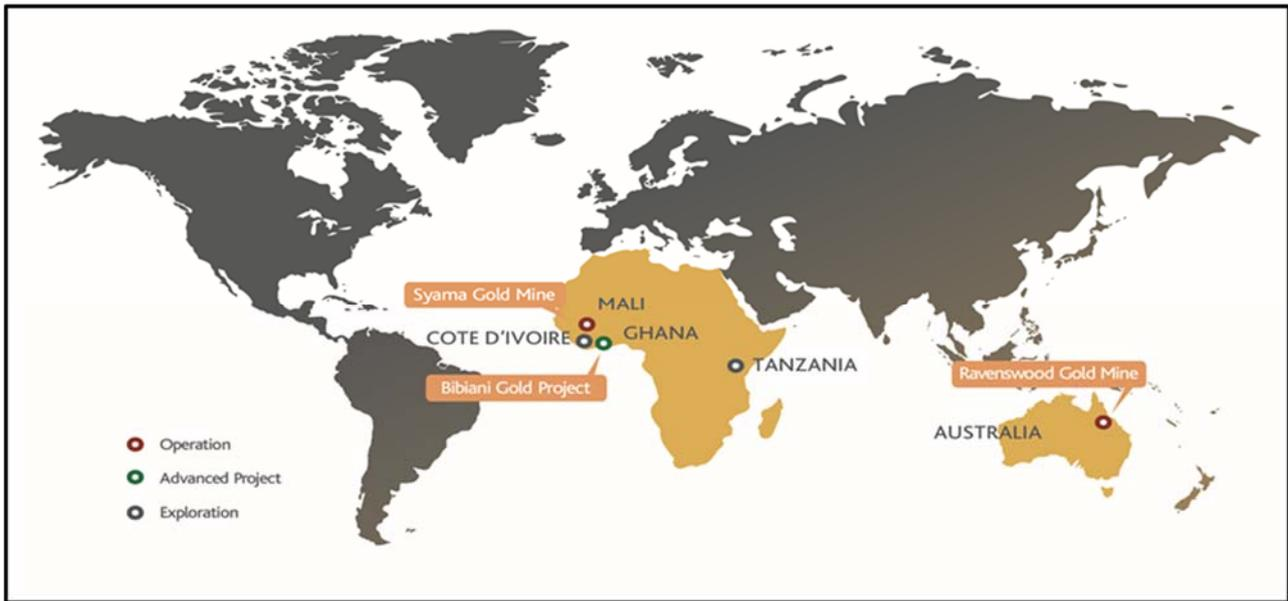 Syama Gold Mine
MALI
COTE D'IVOIRE
GHANA
Bibiani Gold Project
TANZANIA
Ravenswood Gold Mine
AUSTRALIA
Operation
Advanced Project
Exploration